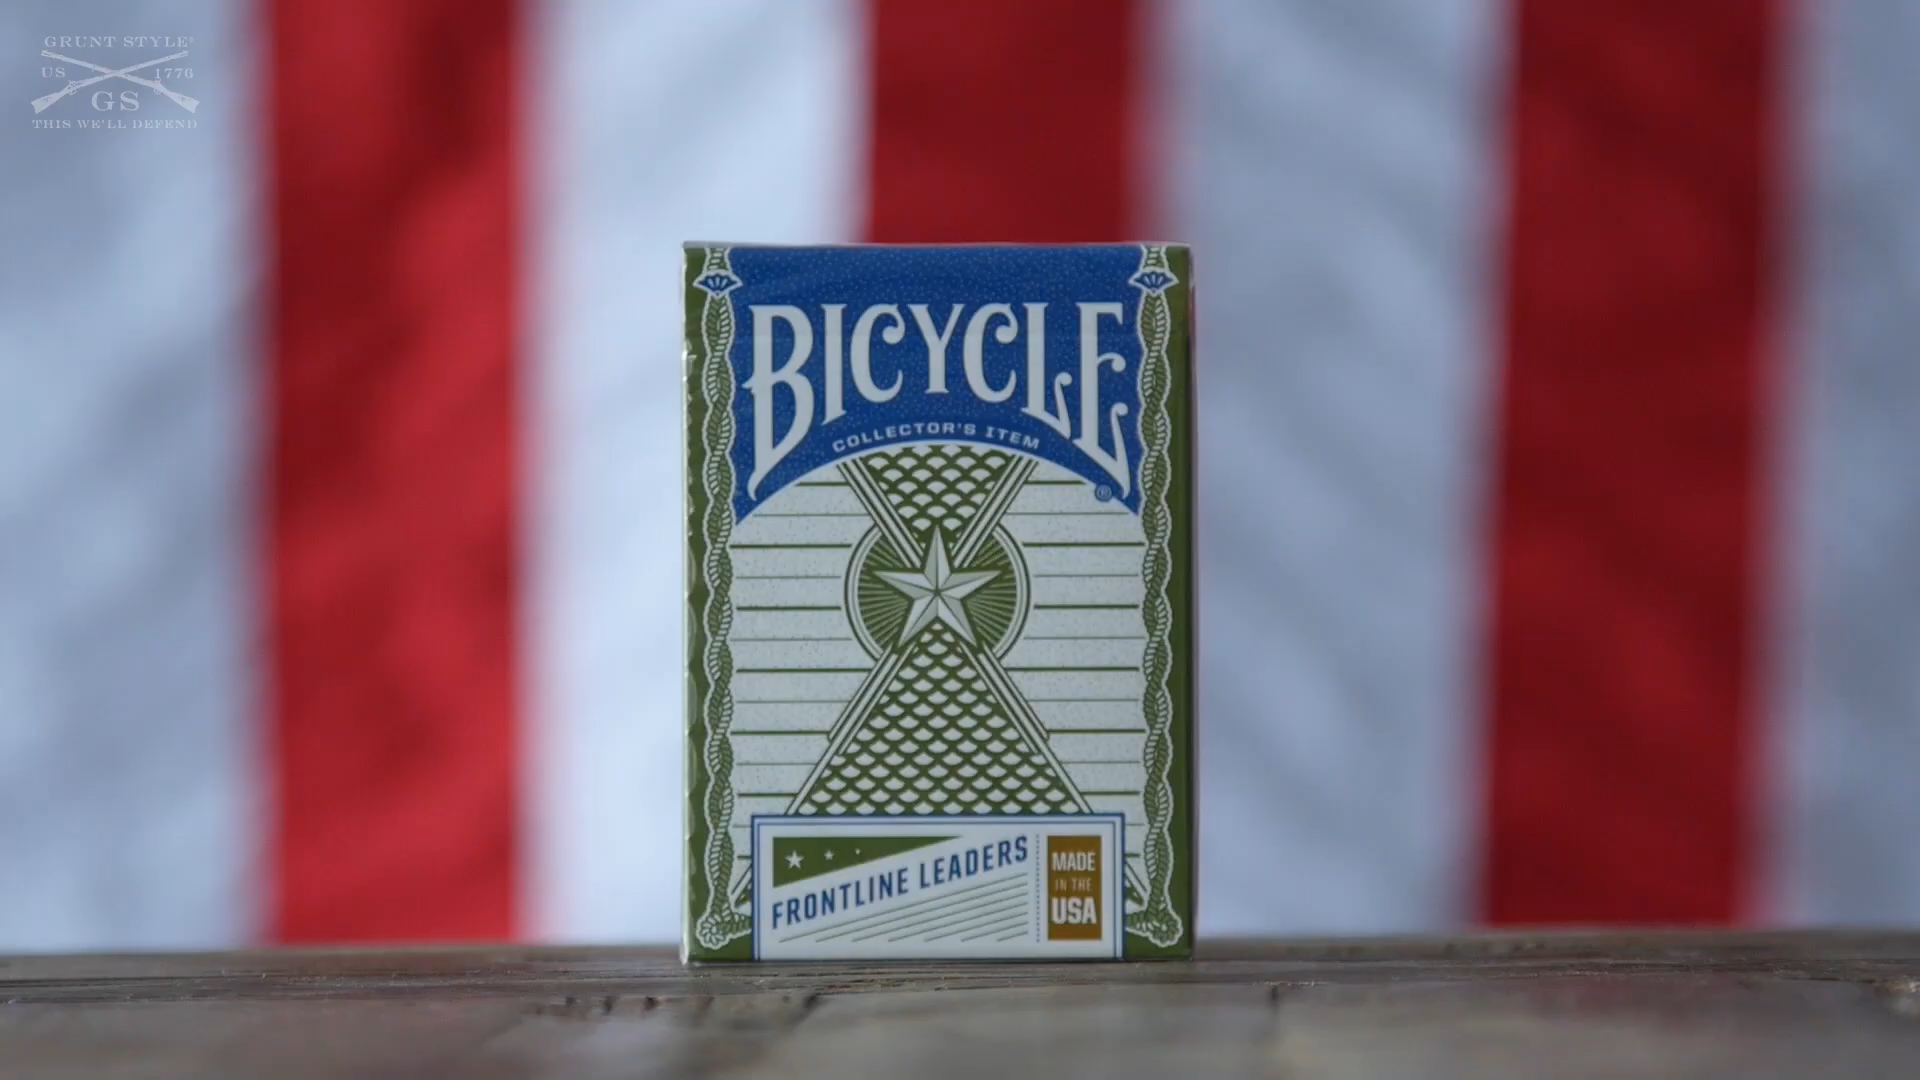 GRUNT STYLE®
US 1776
GS
THIS WE'LL DEFEND
BICYCLE®
COLLECTOR'S ITEM
FRONTLINE LEADERS
MADE
IN THE
USA